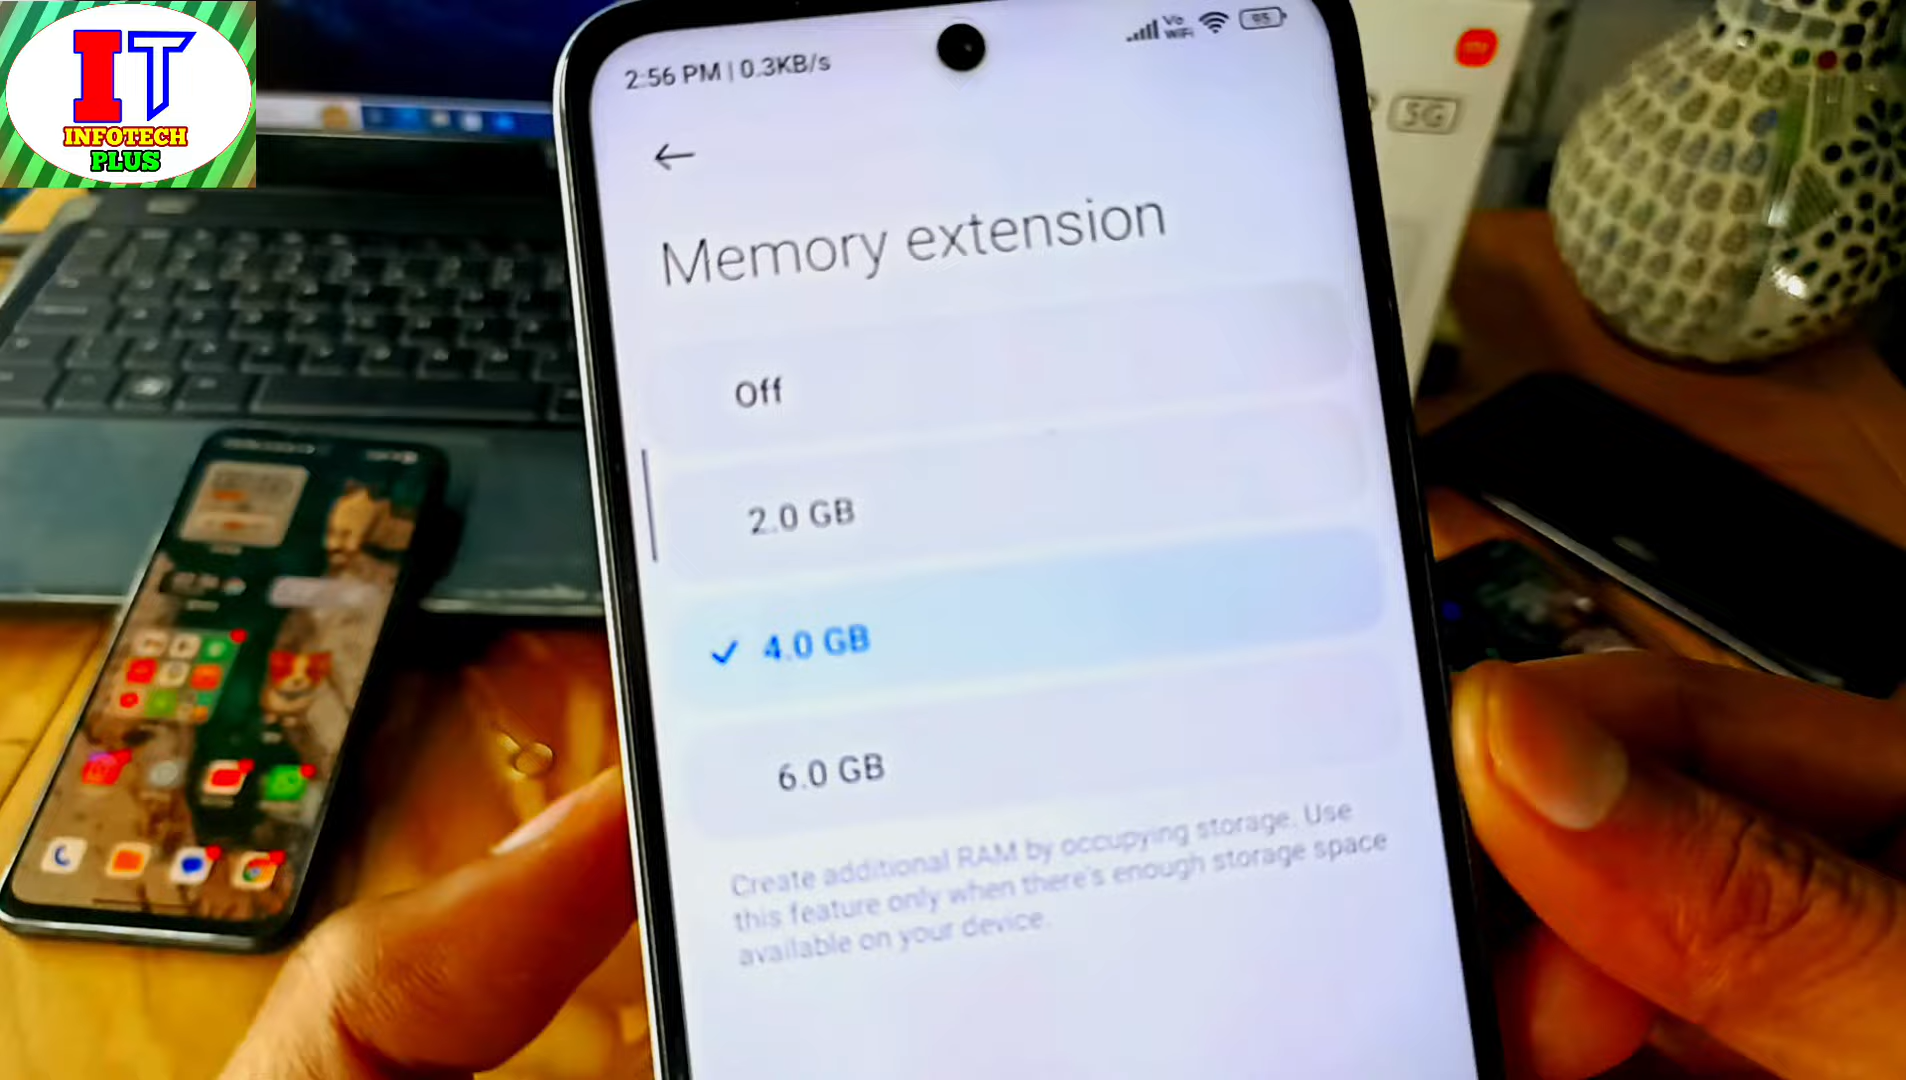 IT
INFOTECH
PLUS
2:56 PM | 0.3KB/s
Vo
WiFi
95
5G
Memory extension
Off
2.0 GB
4.0 GB
6.0 GB
Create additional RAM by occupying storage. Use
this feature only when there's enough storage space
available on your device.